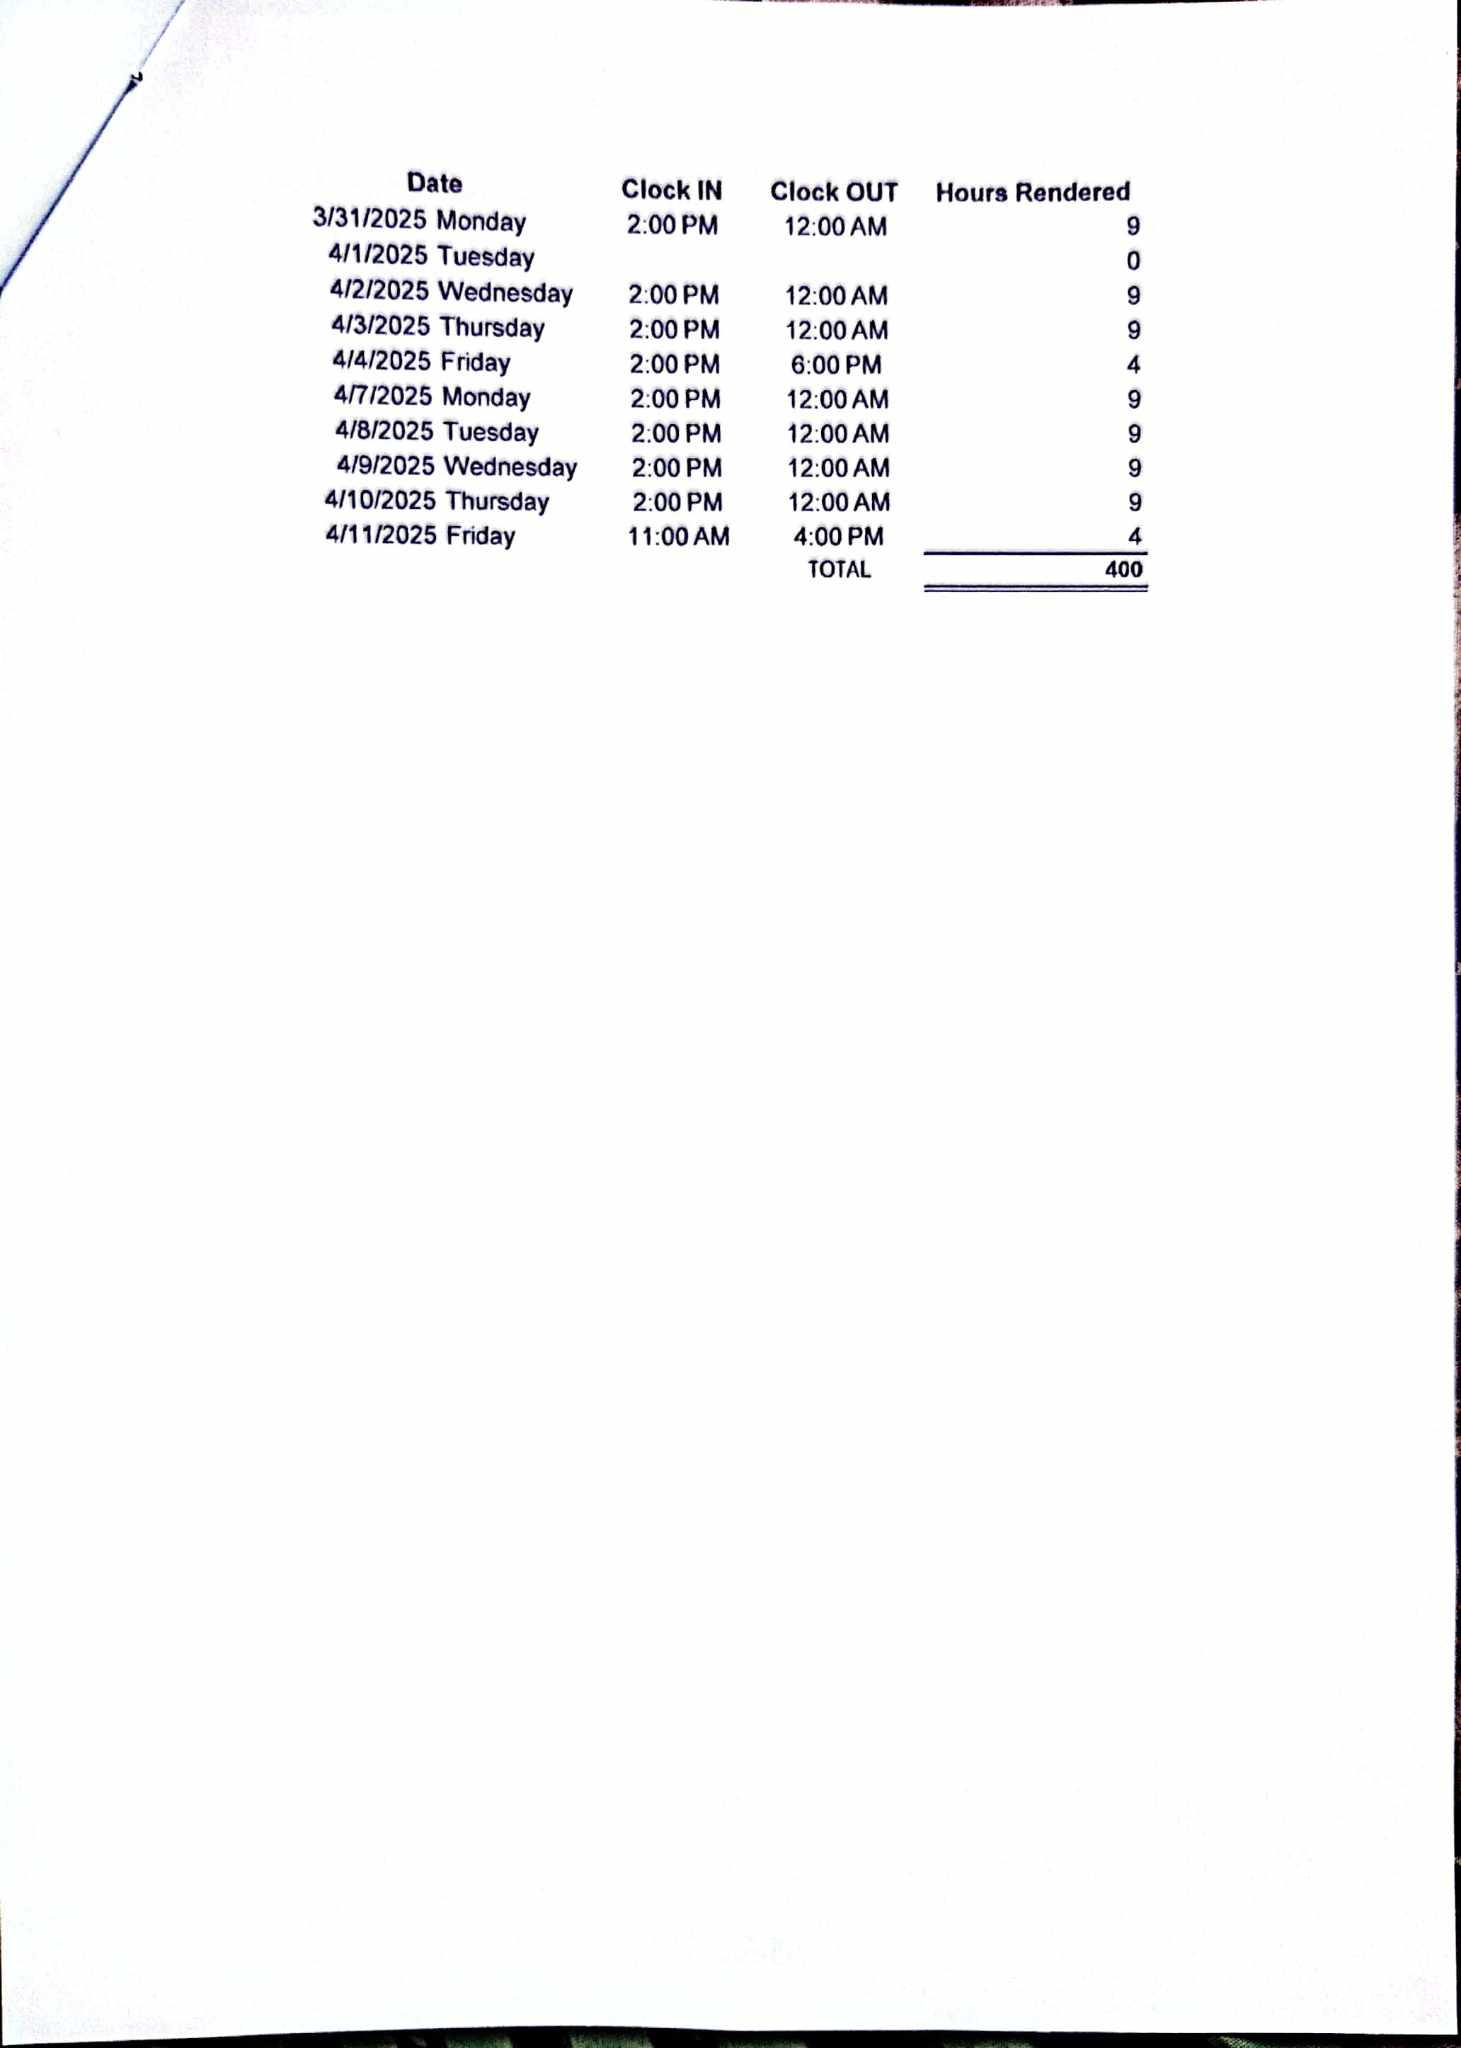 Date Clock IN Clock OUT Hours Rendered
3/31/2025 Monday 2:00 PM 12:00 AM 9
4/1/2025 Tuesday 0
4/2/2025 Wednesday 2:00 PM 12:00 AM 9
4/3/2025 Thursday 2:00 PM 12:00 AM 9
4/4/2025 Friday 2:00 PM 6:00 PM 4
4/7/2025 Monday 2:00 PM 12:00 AM 9
4/8/2025 Tuesday 2:00 PM 12:00 AM 9
4/9/2025 Wednesday 2:00 PM 12:00 AM 9
4/10/2025 Thursday 2:00 PM 12:00 AM 9
4/11/2025 Friday 11:00 AM 4:00 PM 4
TOTAL 400